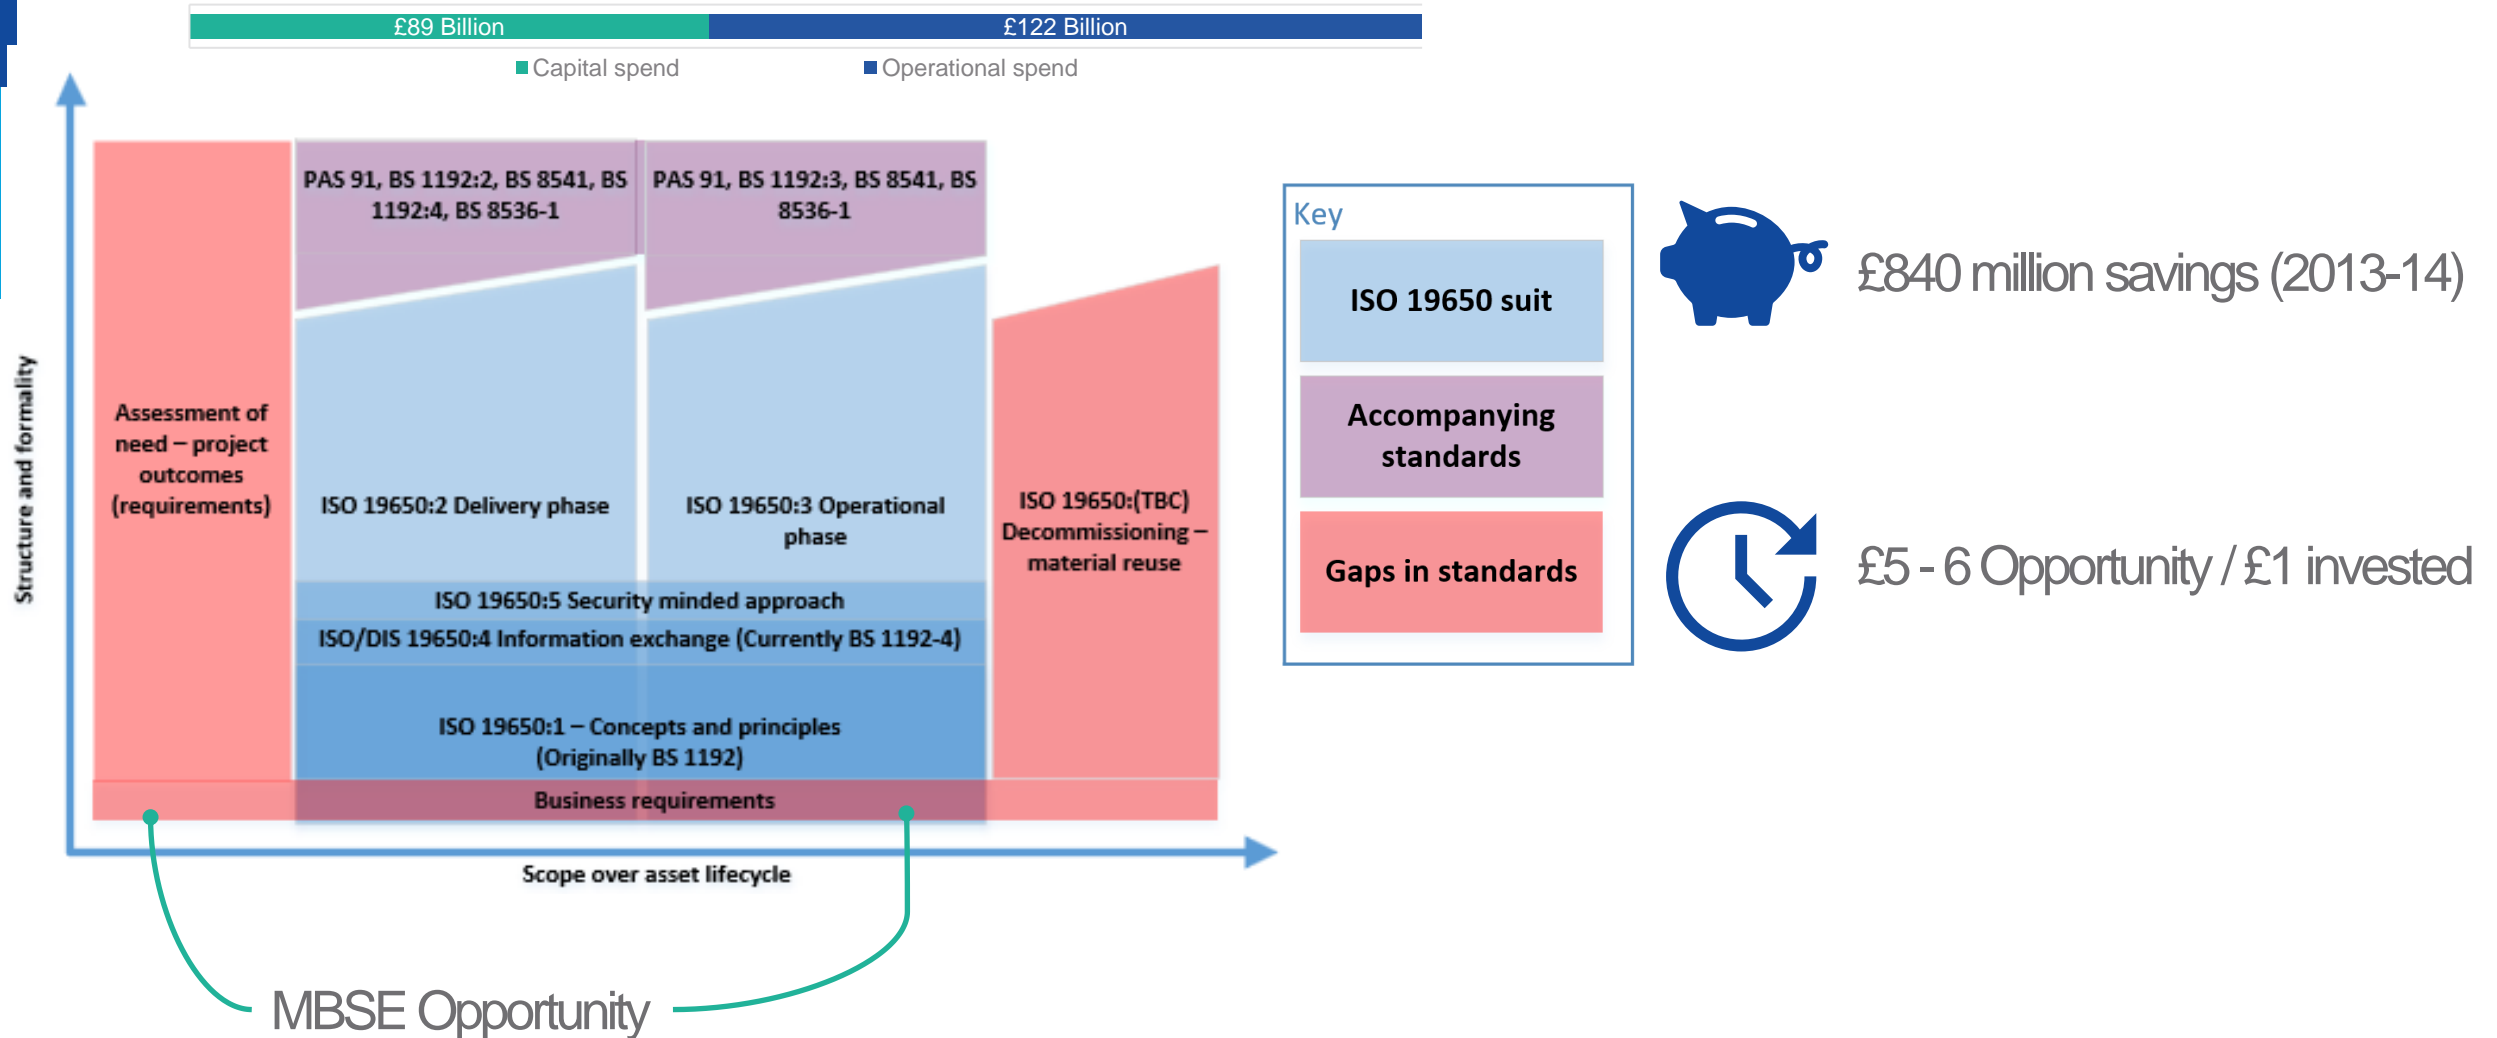 £89 Billion
£122 Billion
Capital spend
Operational spend
Structure and formality
Assessment of
need – project
outcomes
(requirements)
PAS 91, BS 1192:2, BS 8541, BS
1192:4, BS 8536-1
PAS 91, BS 1192:3, BS 8541, BS
8536-1
ISO 19650:2 Delivery phase
ISO 19650:3 Operational
phase
ISO 19650:(TBC)
Decommissioning –
material reuse
ISO 19650:5 Security minded approach
ISO/DIS 19650:4 Information exchange (Currently BS 1192-4)
ISO 19650:1 – Concepts and principles
(Originally BS 1192)
Business requirements
Scope over asset lifecycle
MBSE Opportunity
Key
ISO 19650 suit
Accompanying
standards
Gaps in standards
£840 million savings (2013-14)
£5 - 6 Opportunity / £1 invested